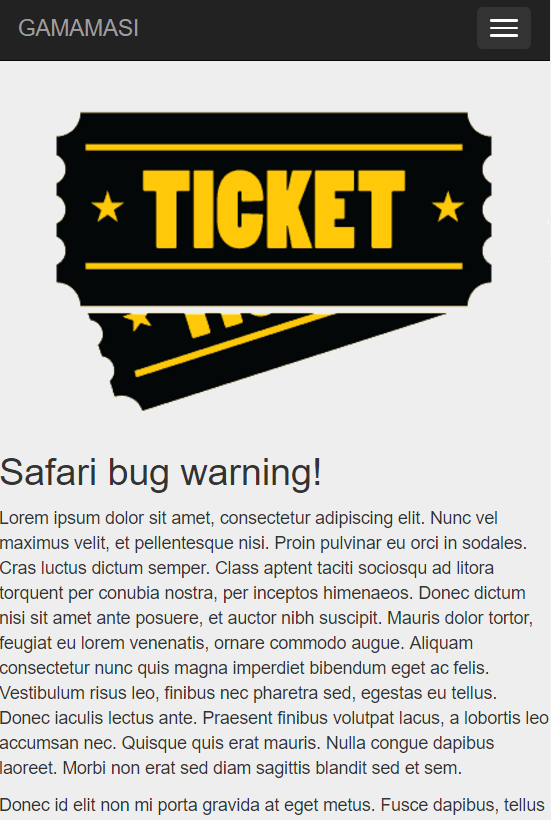 GAMAMASI
TICKET
Safari bug warning!
Lorem ipsum dolor sit amet, consectetur adipiscing elit. Nunc vel
maximus velit, et pellentesque nisi. Proin pulvinar eu orci in sodales.
Cras luctus dictum semper. Class aptent taciti sociosqu ad litora
torquent per conubia nostra, per inceptos himenaeos. Donec dictum
nisi sit amet ante posuere, et auctor nibh suscipit. Mauris dolor tortor,
feugiat eu lorem venenatis, ornare commodo augue. Aliquam
consectetur nunc quis magna imperdiet bibendum eget ac felis.
Vestibulum risus leo, finibus nec pharetra sed, egestas eu tellus.
Donec iaculis lectus ante. Praesent finibus volutpat lacus, a lobortis leo
accumsan nec. Quisque quis erat mauris. Nulla congue dapibus
laoreet. Morbi non erat sed diam sagittis blandit sed et sem.
Donec id elit non mi porta gravida at eget metus. Fusce dapibus, tellus